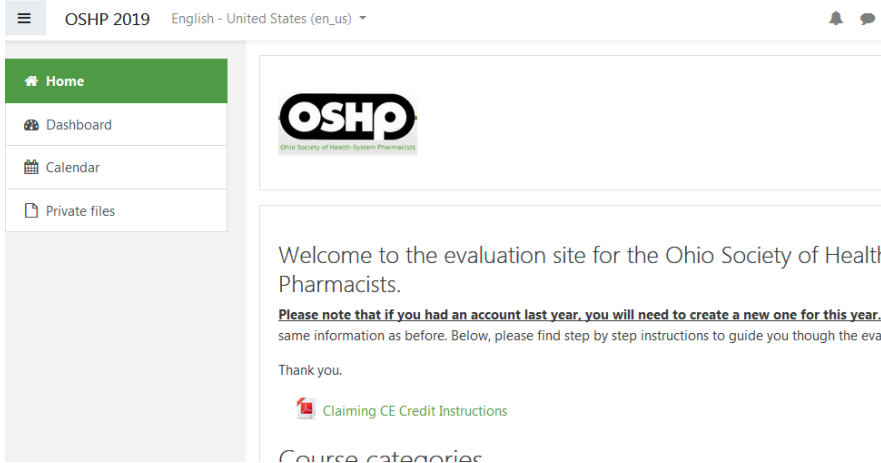 OSHP 2019 English - United States (en_us)
Home
Dashboard
Calendar
Private files
OSHP
Ohio Society of Health-System Pharmacists
Welcome to the evaluation site for the Ohio Society of Healt
Pharmacists.
Please note that if you had an account last year, you will need to create a new one for this year.
same information as before. Below, please find step by step instructions to guide you though the eva
Thank you.
Claiming CE Credit Instructions
Course categories